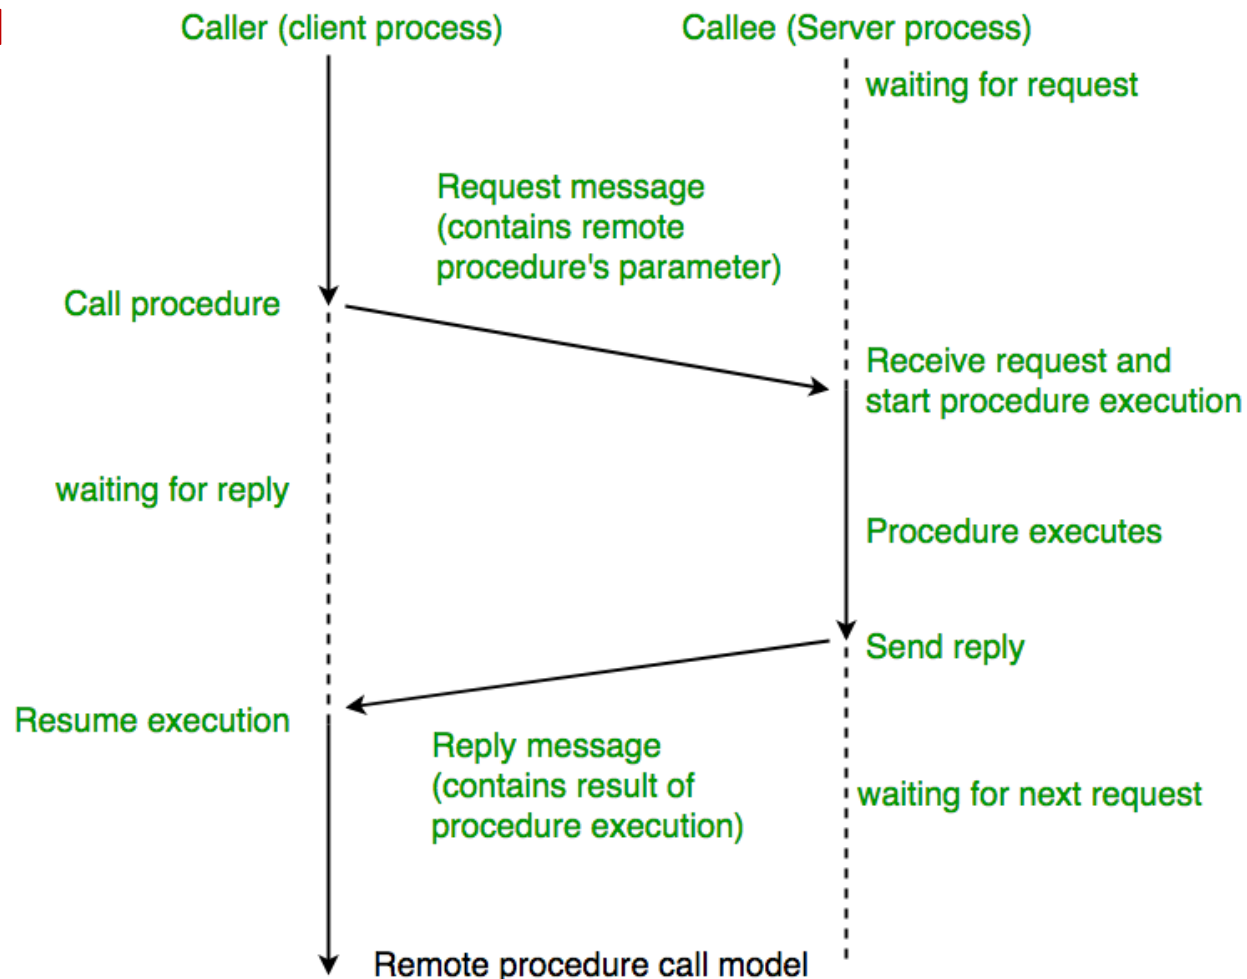 Caller (client process)
Callee (Server process)
waiting for request
Request message
(contains remote
procedure's parameter)
Call procedure
Receive request and
start procedure execution
waiting for reply
Procedure executes
Send reply
Resume execution
Reply message
(contains result of
procedure execution)
waiting for next request
Remote procedure call model